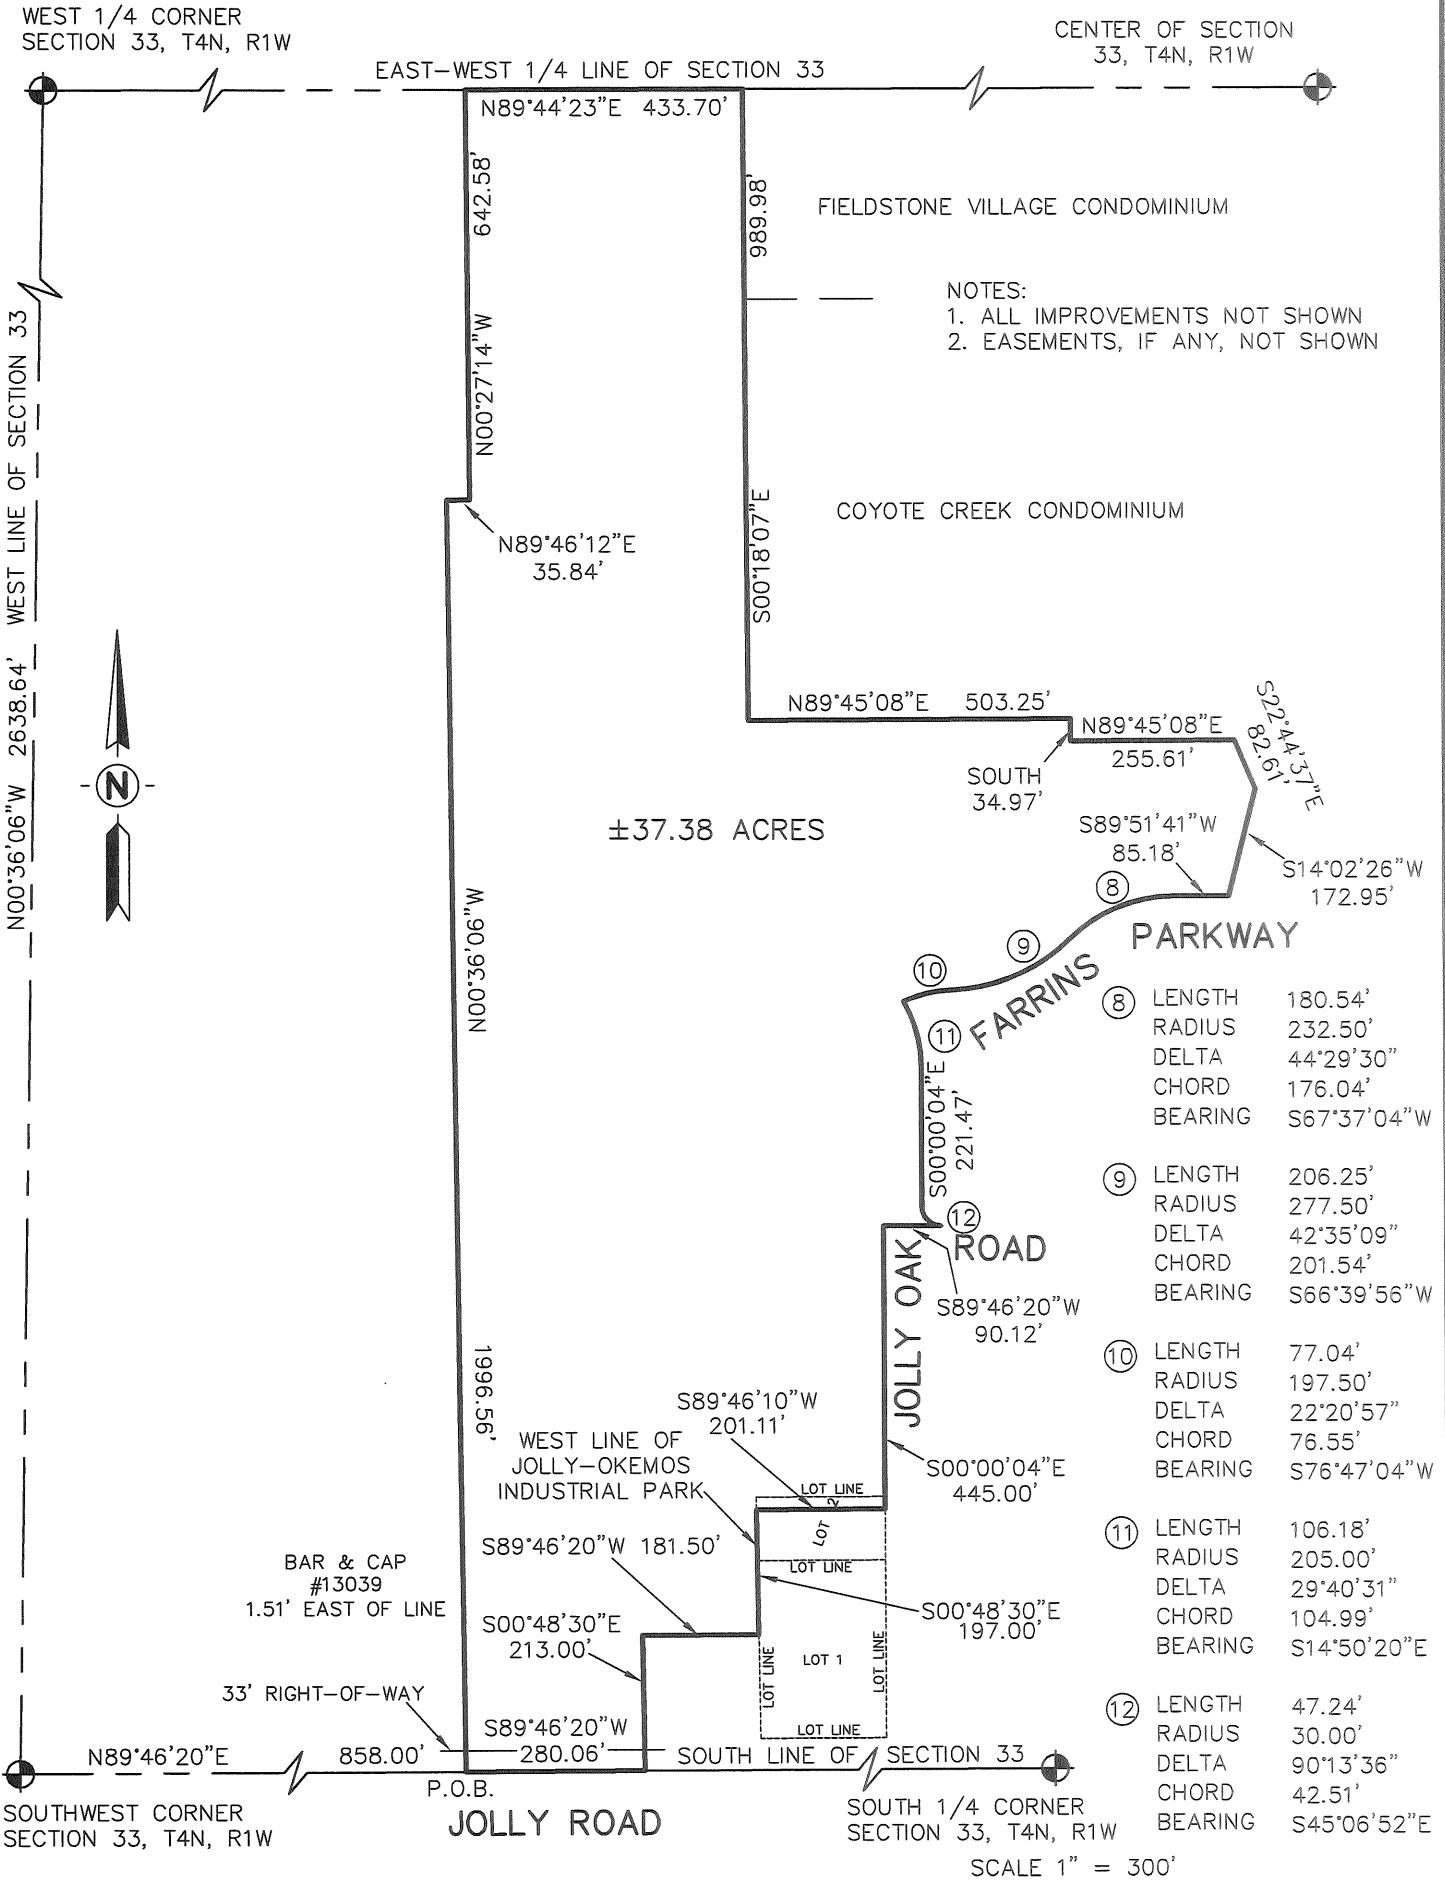 WEST 1/4 CORNER
SECTION 33, T4N, R1W
CENTER OF SECTION
33, T4N, R1W
EAST-WEST 1/4 LINE OF SECTION 33
N89°44'23"E 433.70'
642.58'
N00°27'14"W
989.98'
S00°18'07"E
FIELDSTONE VILLAGE CONDOMINIUM
NOTES:
1. ALL IMPROVEMENTS NOT SHOWN
2. EASEMENTS, IF ANY, NOT SHOWN
COYOTE CREEK CONDOMINIUM
N89°46'12"E
35.84'
N00°36'06"W 2638.64' WEST LINE OF SECTION 33
N
N89°45'08"E 503.25'
N89°45'08"E
255.61'
S22°44'37"E
82.61'
SOUTH
34.97'
±37.38 ACRES
S89°51'41"W
85.18'
S14°02'26"W
172.95'
N00°36'06"W
1996.56'
8
9
10
11
12
FARRINS PARKWAY
S00°00'04"E
221.47'
JOLLY OAK ROAD
S89°46'20"W
90.12'
S89°46'10"W
201.11'
WEST LINE OF
JOLLY-OKEMOS
INDUSTRIAL PARK
S00°00'04"E
445.00'
LOT LINE
LOT 2
LOT LINE
S89°46'20"W 181.50'
BAR & CAP
#13039
1.51' EAST OF LINE
S00°48'30"E
213.00'
S00°48'30"E
197.00'
LOT LINE
LOT 1
LOT LINE
LOT LINE
33' RIGHT-OF-WAY
S89°46'20"W
280.06'
SOUTH LINE OF SECTION 33
N89°46'20"E 858.00'
P.O.B.
SOUTHWEST CORNER
SECTION 33, T4N, R1W
JOLLY ROAD
SOUTH 1/4 CORNER
SECTION 33, T4N, R1W
SCALE 1" = 300'
8 LENGTH 180.54'
RADIUS 232.50'
DELTA 44°29'30"
CHORD 176.04'
BEARING S67°37'04"W
9 LENGTH 206.25'
RADIUS 277.50'
DELTA 42°35'09"
CHORD 201.54'
BEARING S66°39'56"W
10 LENGTH 77.04'
RADIUS 197.50'
DELTA 22°20'57"
CHORD 76.55'
BEARING S76°47'04"W
11 LENGTH 106.18'
RADIUS 205.00'
DELTA 29°40'31"
CHORD 104.99'
BEARING S14°50'20"E
12 LENGTH 47.24'
RADIUS 30.00'
DELTA 90°13'36"
CHORD 42.51'
BEARING S45°06'52"E